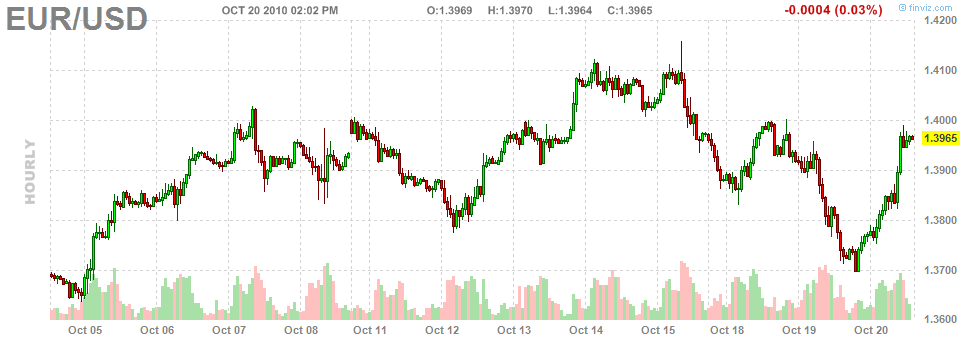 EUR/USD
OCT 20 2010 02:02 PM O:1.3969 H:1.3970 L:1.3964 C:1.3965 -0.0004 (0.03%)
© finviz.com
1.4200
1.4100
1.4000
1.3965
1.3900
1.3800
1.3700
1.3600
HOURLY
Oct 05 Oct 06 Oct 07 Oct 08 Oct 11 Oct 12 Oct 13 Oct 14 Oct 15 Oct 18 Oct 19 Oct 20